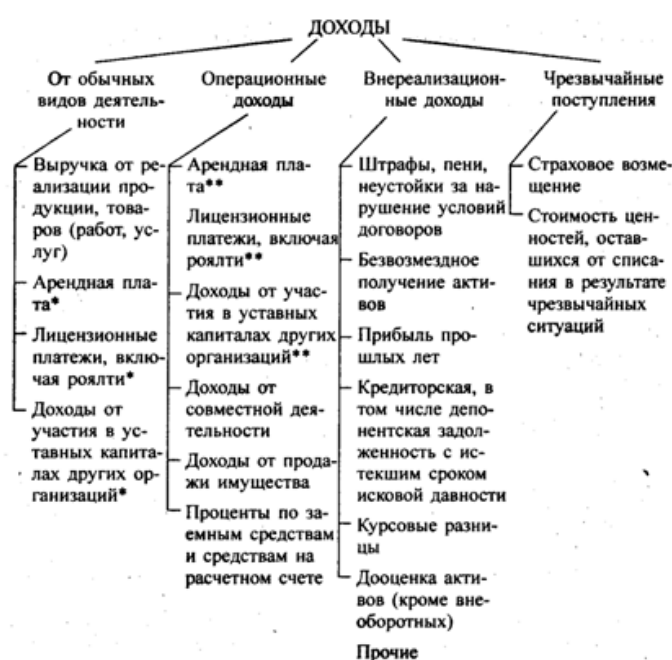 ДОХОДЫ
От обычных
видов деятель-
ности
Выручка от ре-
ализации про-
дукции, това-
ров (работ, ус-
луг)
Арендная пла-
та*
Лицензионные
платежи, вклю-
чая роялти*
Доходы от
участия в ус-
тавных капита-
лах других ор-
ганизаций*
Операционные
доходы
Арендная пла-
та**
Лицензионные
платежи, включая
роялти**
Доходы от учас-
тия в уставных
капиталах других
организаций**
Доходы от
совместной дея-
тельности
Доходы от прода-
жи имущества
Проценты по за-
емным средствам
и средствам на
расчетном счете
Внереализацион-
ные доходы
Штрафы, пени,
неустойки за на-
рушение условий
договоров
Безвозмездное
получение акти-
вов
Прибыль про-
шлых лет
Кредиторская, в
том числе депо-
нентская задол-
женность с ис-
текшим сроком
исковой давности
Курсовые разни-
цы
Дооценка акти-
вов (кроме вне-
оборотных)
Прочие
Чрезвычайные
поступления
Страховое возме-
щение
Стоимость цен-
ностей, остав-
шихся от списа-
ния в результате
чрезвычайных
ситуаций